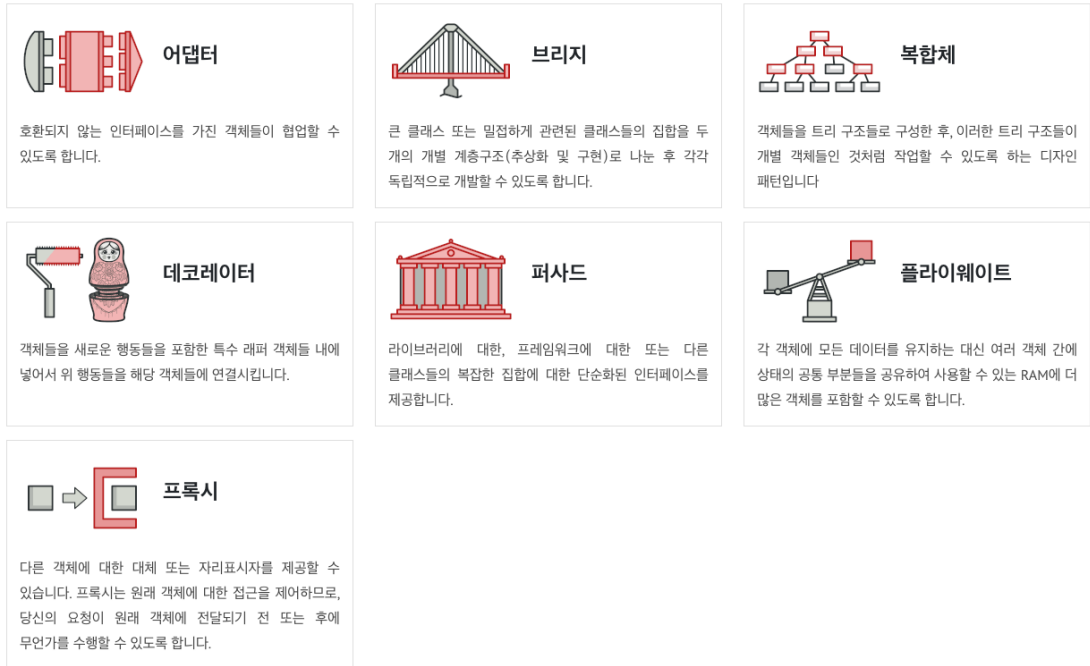 어댑터
호환되지 않는 인터페이스를 가진 객체들이 협업할 수
있도록 합니다.
브리지
큰 클래스 또는 밀접하게 관련된 클래스들의 집합을 두
개의 개별 계층구조(추상화 및 구현)로 나눈 후 각각
독립적으로 개발할 수 있도록 합니다.
복합체
객체들을 트리 구조들로 구성한 후, 이러한 트리 구조들이
개별 객체들인 것처럼 작업할 수 있도록 하는 디자인
패턴입니다
데코레이터
객체들을 새로운 행동들을 포함한 특수 래퍼 객체들 내에
넣어서 위 행동들을 해당 객체들에 연결시킵니다.
퍼사드
라이브러리에 대한, 프레임워크에 대한 또는 다른
클래스들의 복잡한 집합에 대한 단순화된 인터페이스를
제공합니다.
플라이웨이트
각 객체에 모든 데이터를 유지하는 대신 여러 객체 간에
상태의 공통 부분들을 공유하여 사용할 수 있는 RAM에 더
많은 객체를 포함할 수 있도록 합니다.
프록시
다른 객체에 대한 대체 또는 자리표시자를 제공할 수
있습니다. 프록시는 원래 객체에 대한 접근을 제어하므로,
당신의 요청이 원래 객체에 전달되기 전 또는 후에
무언가를 수행할 수 있도록 합니다.